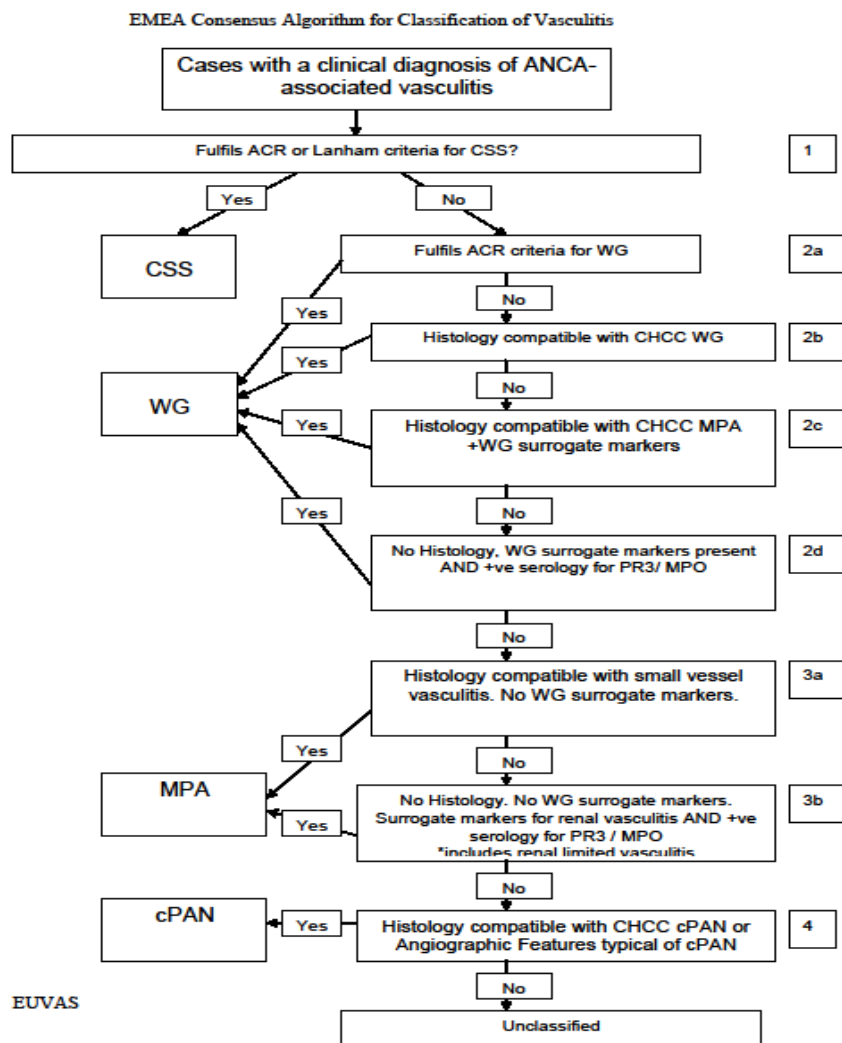 EMEA Consensus Algorithm for Classification of Vasculitis
Cases with a clinical diagnosis of ANCA-
associated vasculitis
Fulfils ACR or Lanham criteria for CSS?
1
Yes
No
CSS
Fulfils ACR criteria for WG
2a
Yes
No
Histology compatible with CHCC WG
2b
Yes
No
WG
Histology compatible with CHCC MPA
+WG surrogate markers
2c
Yes
No
Yes
No Histology, WG surrogate markers present
AND +ve serology for PR3/ MPO
2d
No
Histology compatible with small vessel
vasculitis. No WG surrogate markers.
3a
Yes
No
MPA
No Histology. No WG surrogate markers.
Surrogate markers for renal vasculitis AND +ve
serology for PR3 / MPO
*includes renal limited vasculitis
3b
Yes
No
cPAN
Yes
Histology compatible with CHCC cPAN or
Angiographic Features typical of cPAN
4
No
EUVAS
Unclassified